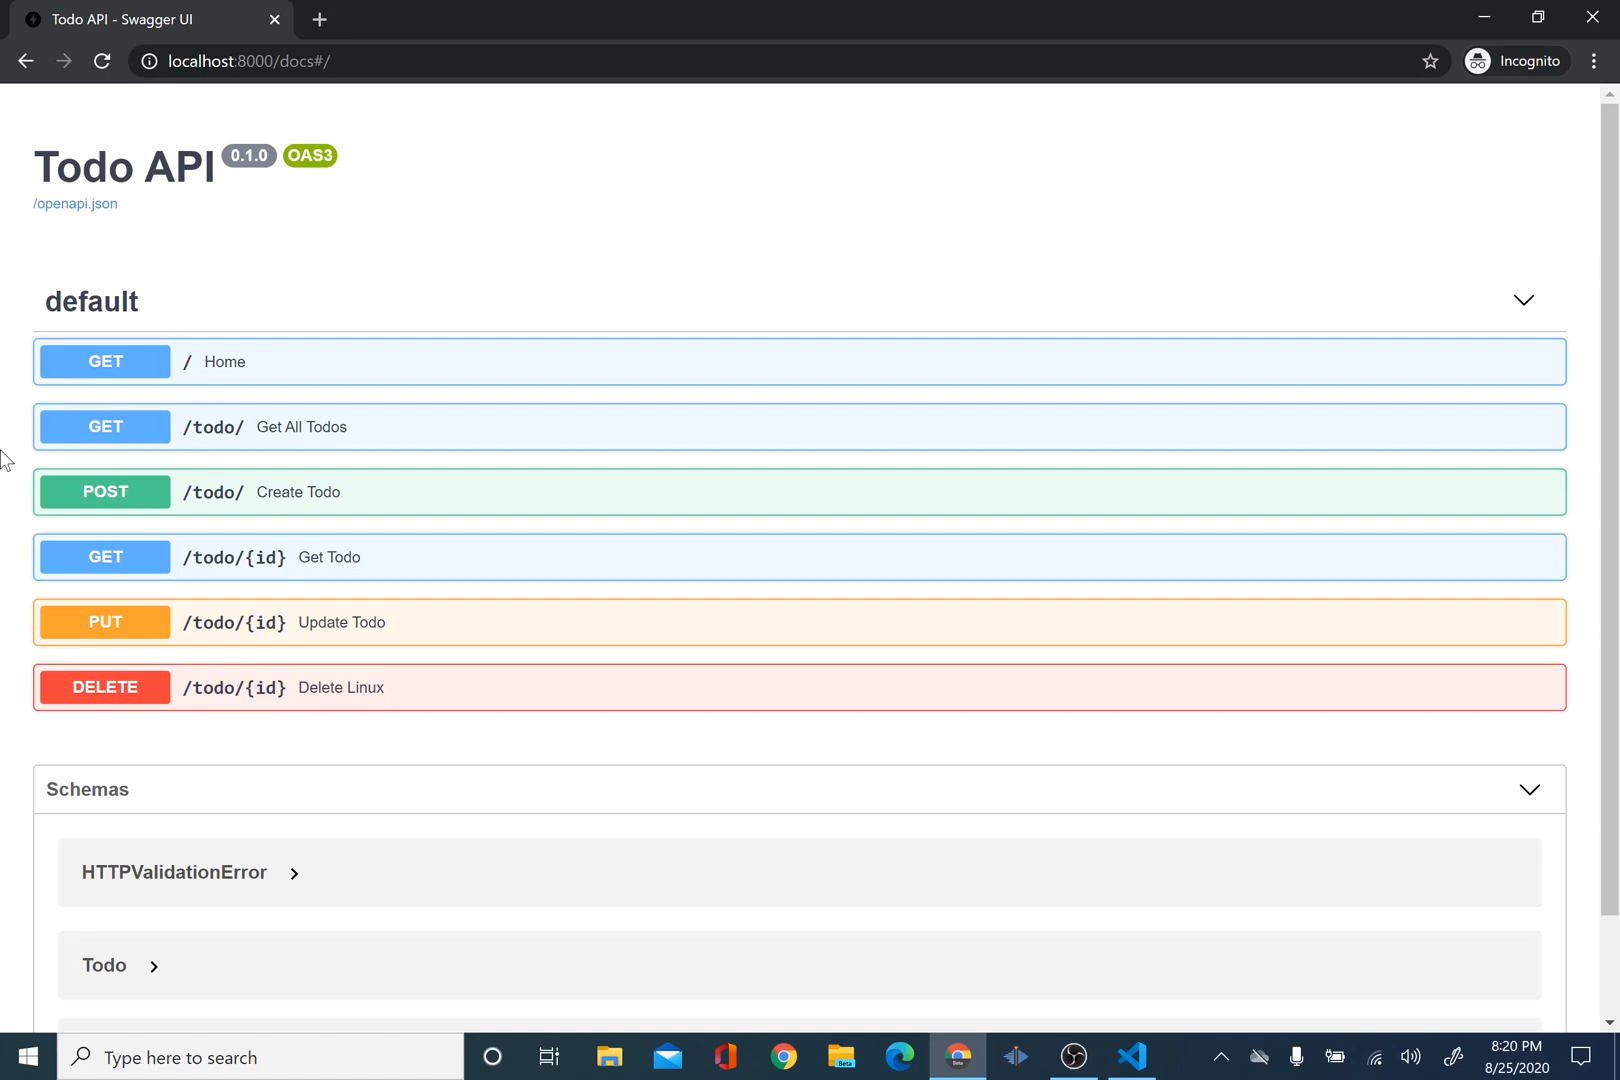 Todo API - Swagger UI
localhost:8000/docs#/
Incognito
Todo API 0.1.0 OAS3
/openapi.json
default
GET / Home
GET /todo/ Get All Todos
POST /todo/ Create Todo
GET /todo/{id} Get Todo
PUT /todo/{id} Update Todo
DELETE /todo/{id} Delete Linux
Schemas
HTTPValidationError
Todo
Type here to search
Beta
Beta
8:20 PM
8/25/2020